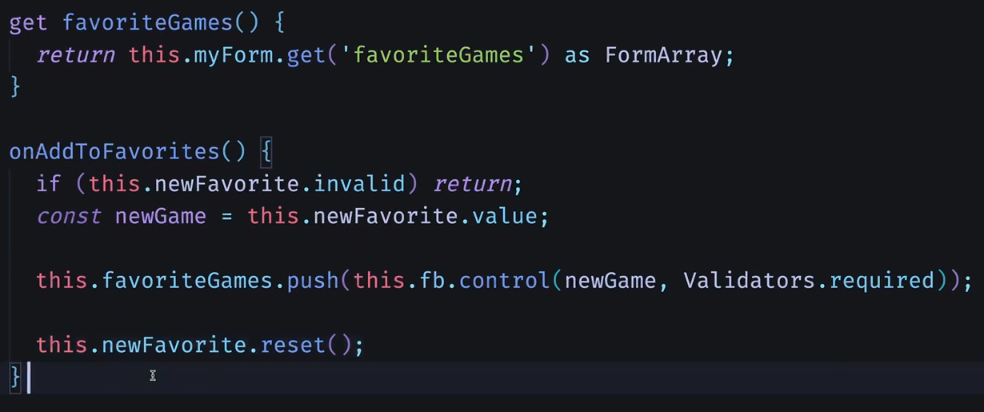 get favoriteGames() {
  return this.myForm.get('favoriteGames') as FormArray;
}

onAddToFavorites() {
  if (this.newFavorite.invalid) return;
  const newGame = this.newFavorite.value;

  this.favoriteGames.push(this.fb.control(newGame, Validators.required));

  this.newFavorite.reset();
}